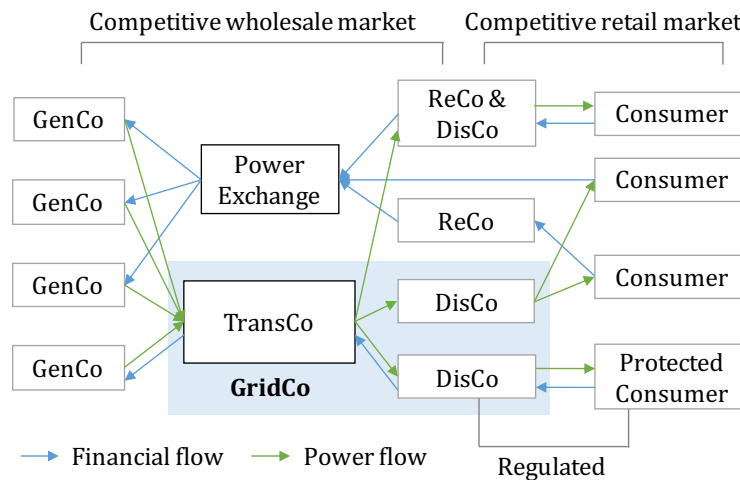 Competitive wholesale market
Competitive retail market
GenCo
GenCo
GenCo
GenCo
Power
Exchange
TransCo
GridCo
ReCo &
DisCo
ReCo
DisCo
DisCo
Consumer
Consumer
Consumer
Protected
Consumer
Financial flow
Power flow
Regulated